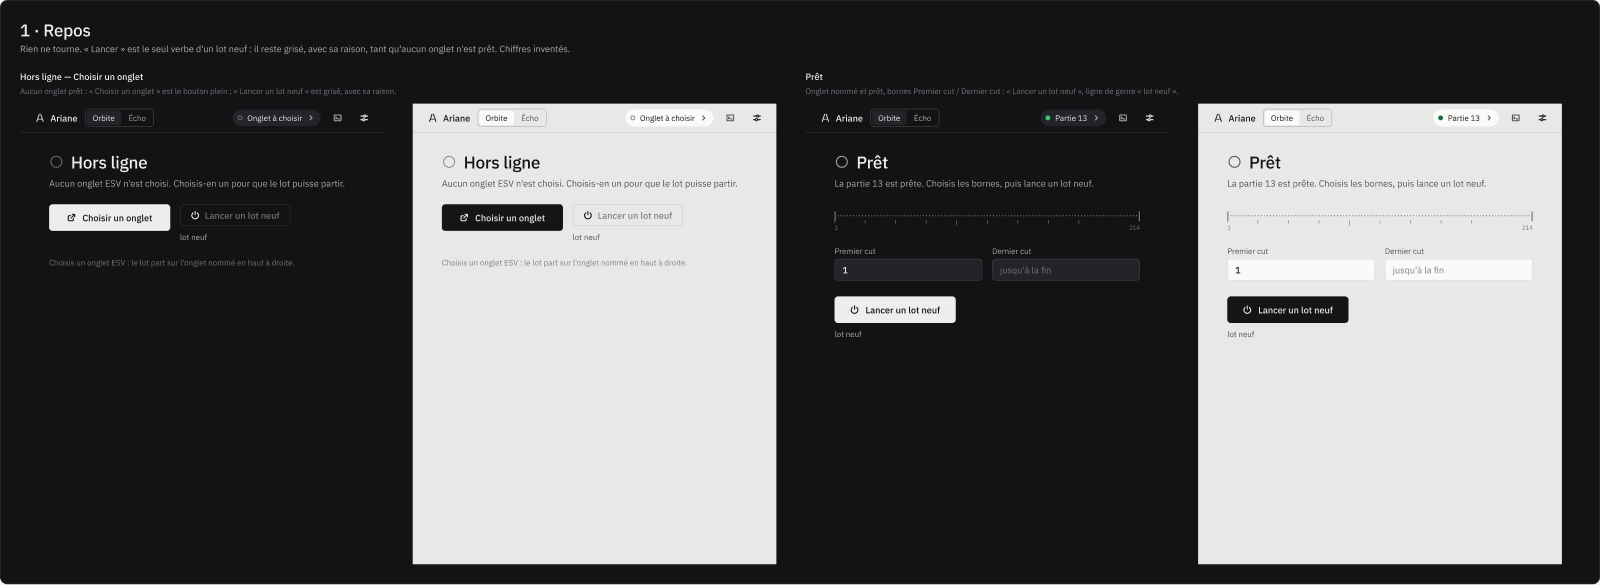 1 · Repos
Rien ne tourne. « Lancer » est le seul verbe d'un lot neuf : il reste grisé, avec sa raison, tant qu'aucun onglet n'est prêt. Chiffres inventés.
Hors ligne — Choisir un onglet
Aucun onglet prêt : « Choisir un onglet » est le bouton plein ; « Lancer un lot neuf » est grisé, avec sa raison.
Ariane Orbite Écho Onglet à choisir
Hors ligne
Aucun onglet ESV n'est choisi. Choisis-en un pour que le lot puisse partir.
Choisir un onglet Lancer un lot neuf
lot neuf
Choisis un onglet ESV : le lot part sur l'onglet nommé en haut à droite.
Ariane Orbite Écho Onglet à choisir
Hors ligne
Aucun onglet ESV n'est choisi. Choisis-en un pour que le lot puisse partir.
Choisir un onglet Lancer un lot neuf
lot neuf
Choisis un onglet ESV : le lot part sur l'onglet nommé en haut à droite.
Prêt
Onglet nommé et prêt, bornes Premier cut / Dernier cut : « Lancer un lot neuf », ligne de genre « lot neuf ».
Ariane Orbite Écho Partie 13
Prêt
La partie 13 est prête. Choisis les bornes, puis lance un lot neuf.
1 214
Premier cut Dernier cut
1 jusqu'à la fin
Lancer un lot neuf
lot neuf
Ariane Orbite Écho Partie 13
Prêt
La partie 13 est prête. Choisis les bornes, puis lance un lot neuf.
1 214
Premier cut Dernier cut
1 jusqu'à la fin
Lancer un lot neuf
lot neuf